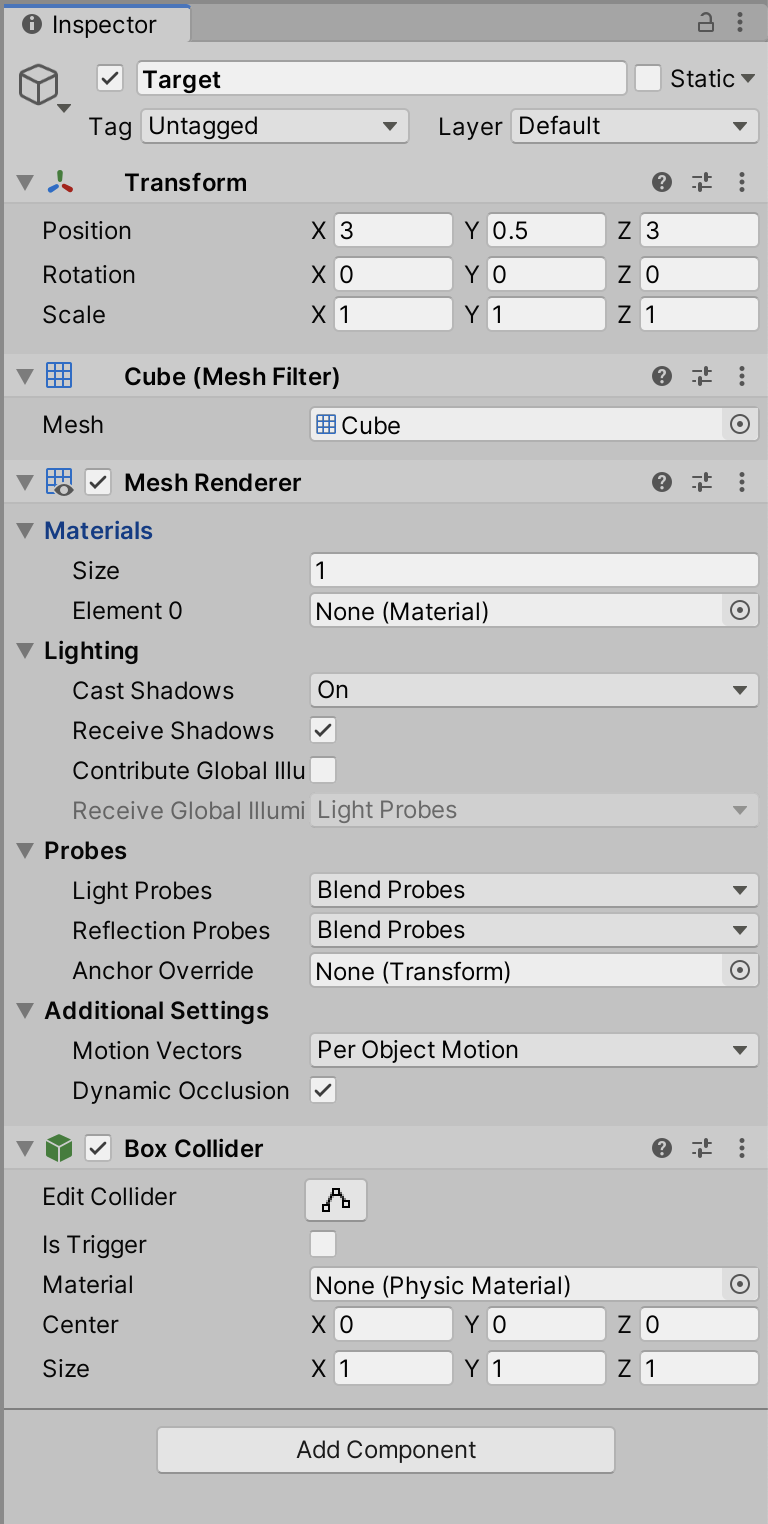 Inspector
Target Static
Tag Untagged Layer Default
Transform
Position X 3 Y 0.5 Z 3
Rotation X 0 Y 0 Z 0
Scale X 1 Y 1 Z 1
Cube (Mesh Filter)
Mesh Cube
Mesh Renderer
Materials
Size 1
Element 0 None (Material)
Lighting
Cast Shadows On
Receive Shadows
Contribute Global Illu
Receive Global Illumi Light Probes
Probes
Light Probes Blend Probes
Reflection Probes Blend Probes
Anchor Override None (Transform)
Additional Settings
Motion Vectors Per Object Motion
Dynamic Occlusion
Box Collider
Edit Collider
Is Trigger
Material None (Physic Material)
Center X 0 Y 0 Z 0
Size X 1 Y 1 Z 1
Add Component